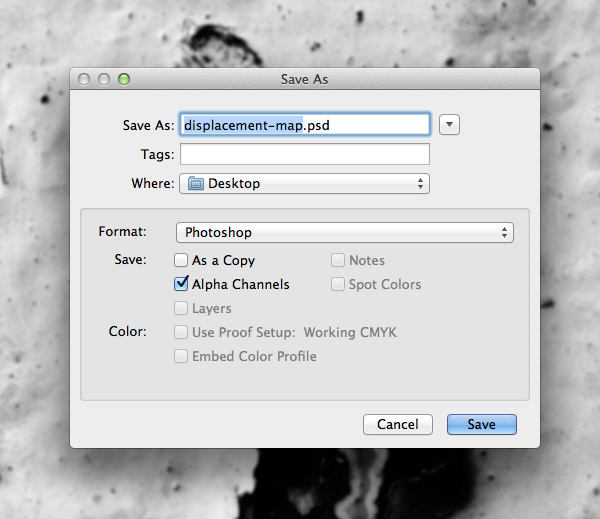 Save As
Save As: displacement-map.psd
Tags:
Where: Desktop
Format: Photoshop
Save: As a Copy Notes
Alpha Channels Spot Colors
Layers
Color: Use Proof Setup: Working CMYK
Embed Color Profile
Cancel Save